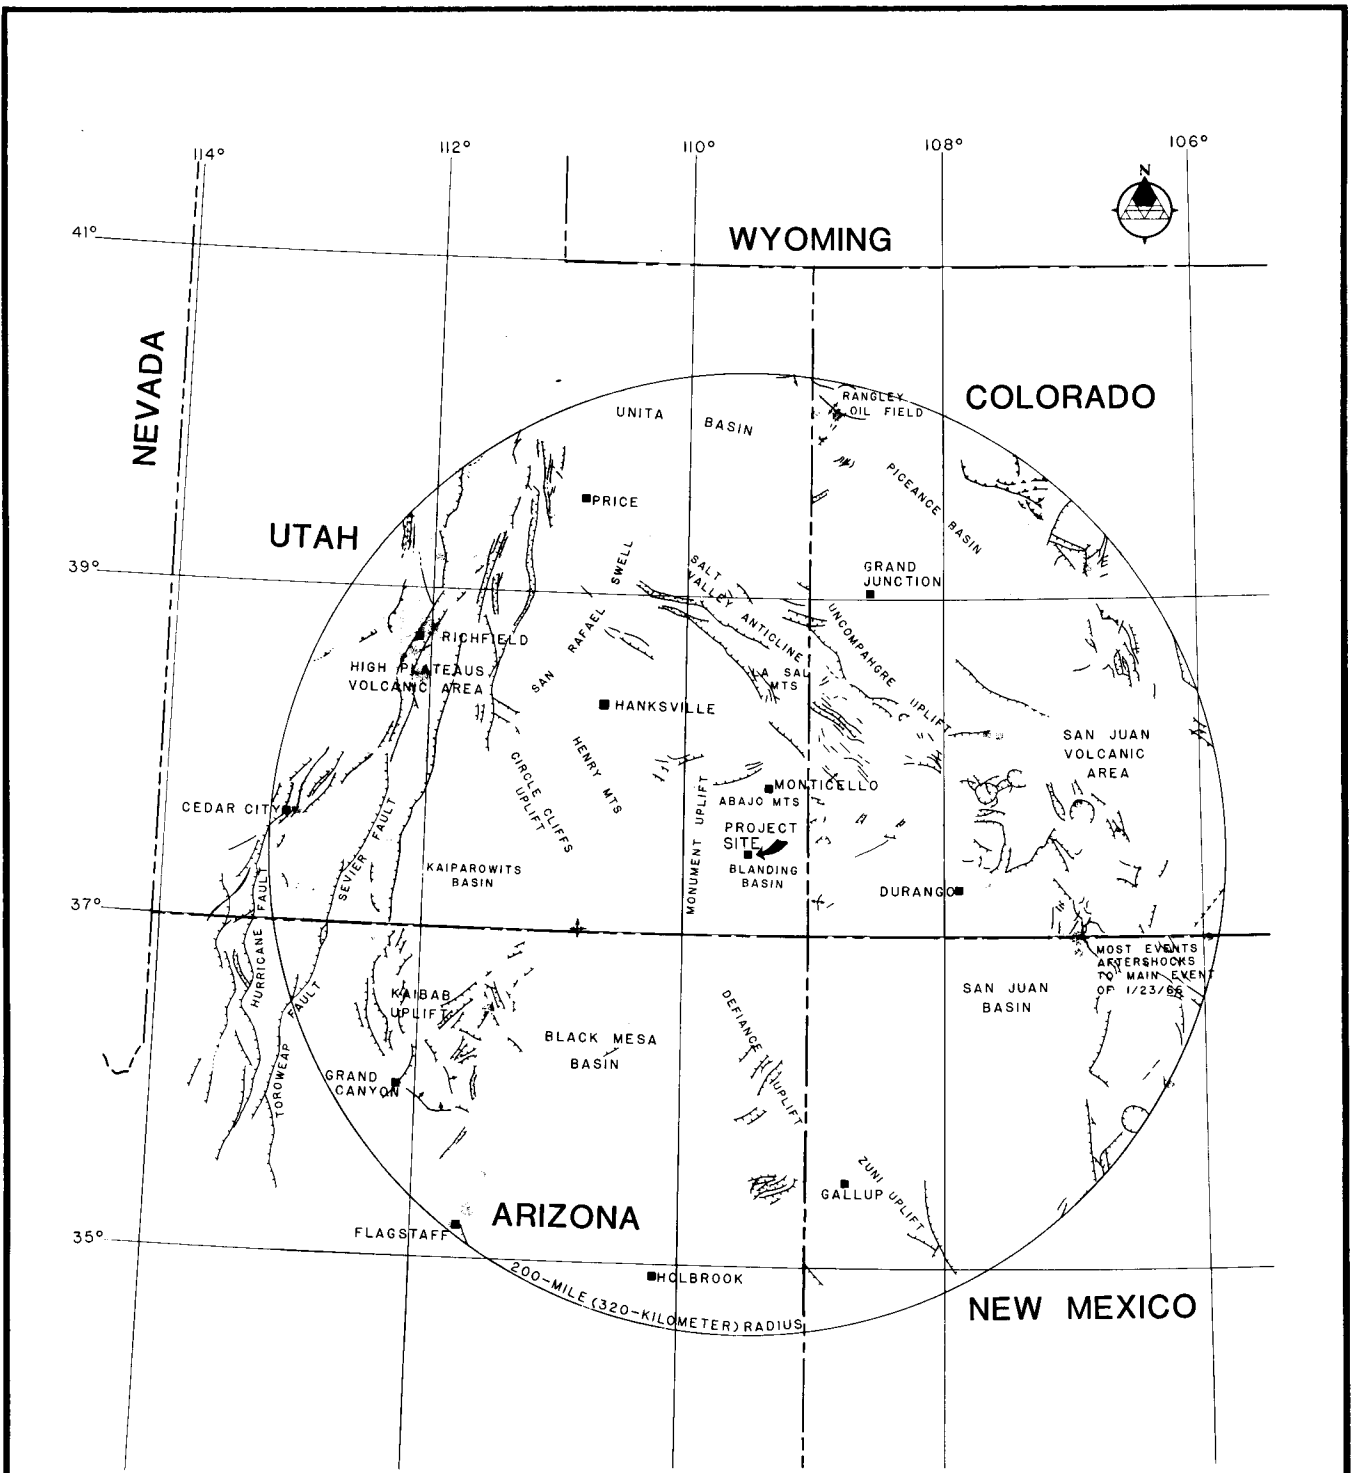 114°
112°
110°
108°
106°
N
41°
WYOMING
NEVADA
COLORADO
RANGLEY
OIL FIELD
UNITA BASIN
PICEANCE BASIN
PRICE
UTAH
39°
SAN RAFAEL SWELL
SALT
VALLEY ANTICLINE
GRAND
JUNCTION
UNCOMPAHGRE UPLIFT
RICHFIELD
HIGH PLATEAUS
VOLCANIC AREA
LA SAL
MTS
HANKSVILLE
SAN JUAN
VOLCANIC
AREA
HENRY MTS
CIRCLE CLIFFS
UPLIFT
MONTICELLO
ABAJO MTS
CEDAR CITY
MONUMENT UPLIFT
PROJECT
SITE
BLANDING
BASIN
SEVIER FAULT
KAIPAROWITS
BASIN
DURANGO
37°
HURRICANE FAULT
MOST EVENTS
AFTERSHOCKS
TO MAIN EVENT
OF 1/23/66
SAN JUAN
BASIN
KAIBAB
UPLIFT
TOROWEAP FAULT
DEFIANCE UPLIFT
BLACK MESA
BASIN
GRAND
CANYON
ZUNI UPLIFT
GALLUP
ARIZONA
FLAGSTAFF
35°
HOLBROOK
200-MILE (320-KILOMETER) RADIUS
NEW MEXICO